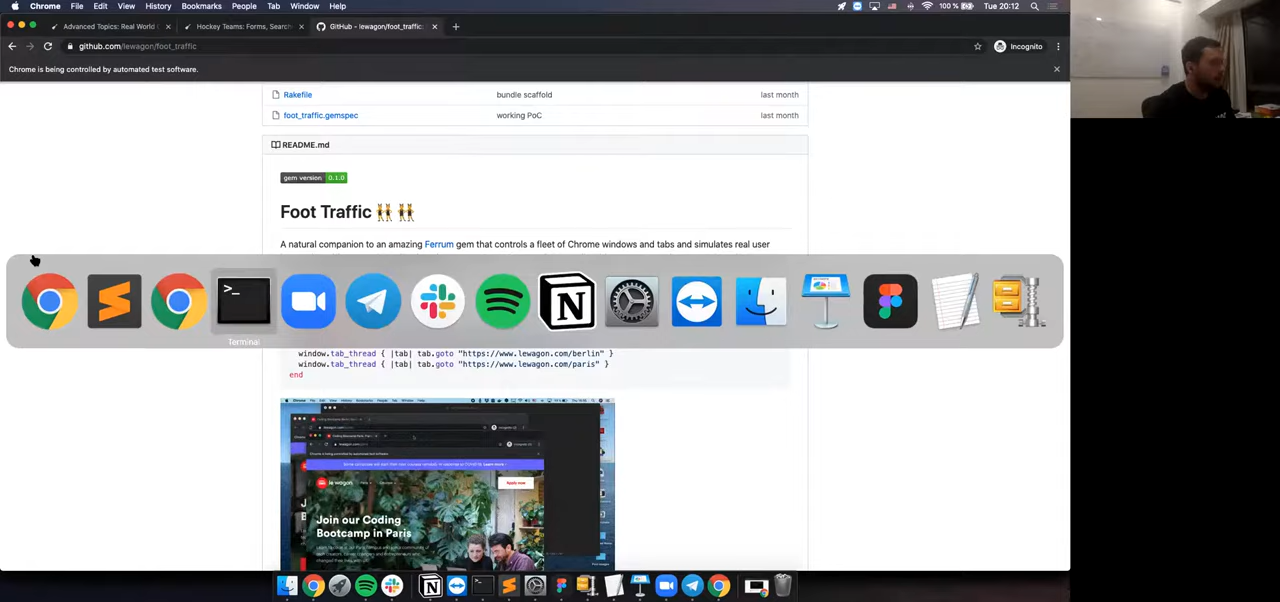 Chrome File Edit View History Bookmarks People Tab Window Help 100 % Tue 20:12
Advanced Topics: Real World
Hockey Teams: Forms, Search
GitHub - lewagon/foot_traffic:
github.com/lewagon/foot_traffic
Incognito
Chrome is being controlled by automated test software.
Rakefile bundle scaffold last month
foot_traffic.gemspec working PoC last month
README.md
gem version 0.1.0
Foot Traffic
A natural companion to an amazing Ferrum gem that controls a fleet of Chrome windows and tabs and simulates real user
Terminal
window.tab_thread { |tab| tab.goto "https://www.lewagon.com/berlin" }
window.tab_thread { |tab| tab.goto "https://www.lewagon.com/paris" }
end
le wagon
Apply now
Join our Coding
Bootcamp in Paris